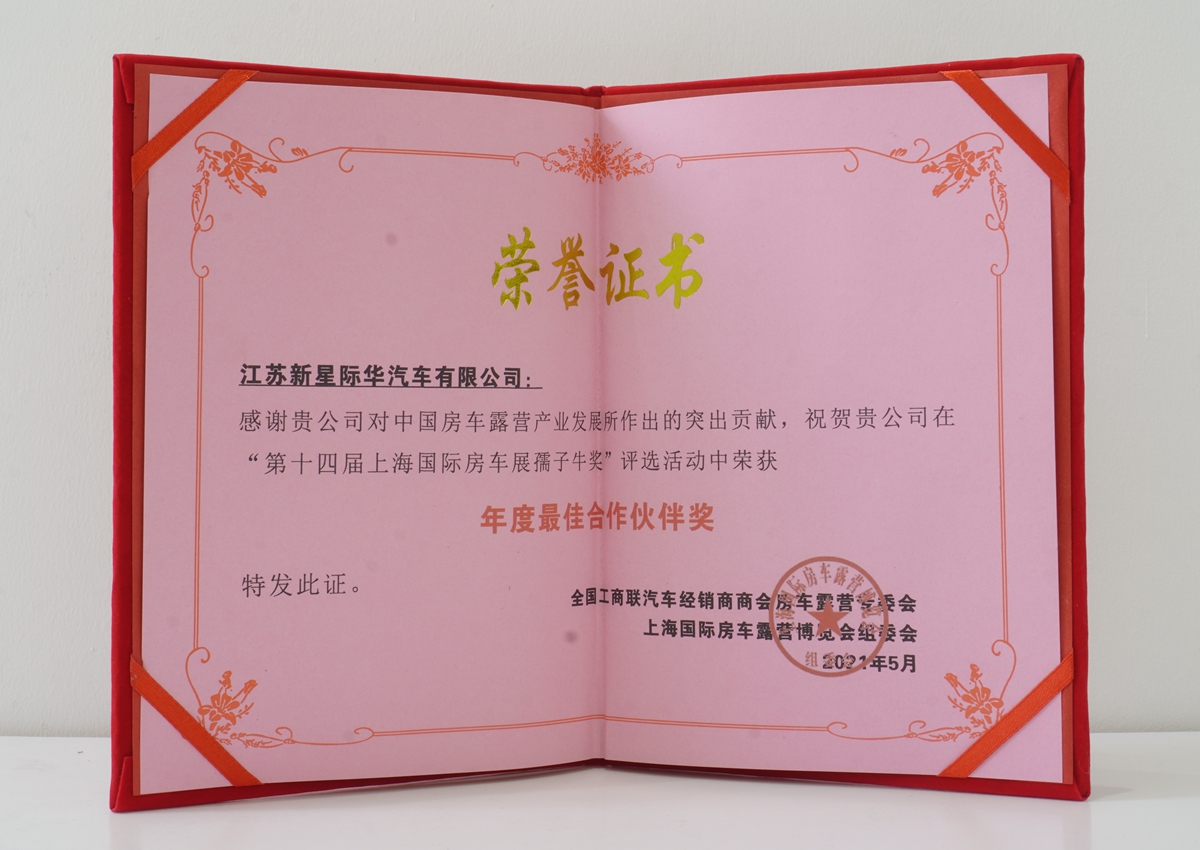 荣誉证书
江苏新星际华汽车有限公司：
感谢贵公司对中国房车露营产业发展所作出的突出贡献，祝贺贵公司在
“第十四届上海国际房车展孺子牛奖”评选活动中荣获
年度最佳合作伙伴奖
特发此证。
全国工商联汽车经销商商会房车露营专委会
上海国际房车露营博览会组委会
2021年5月